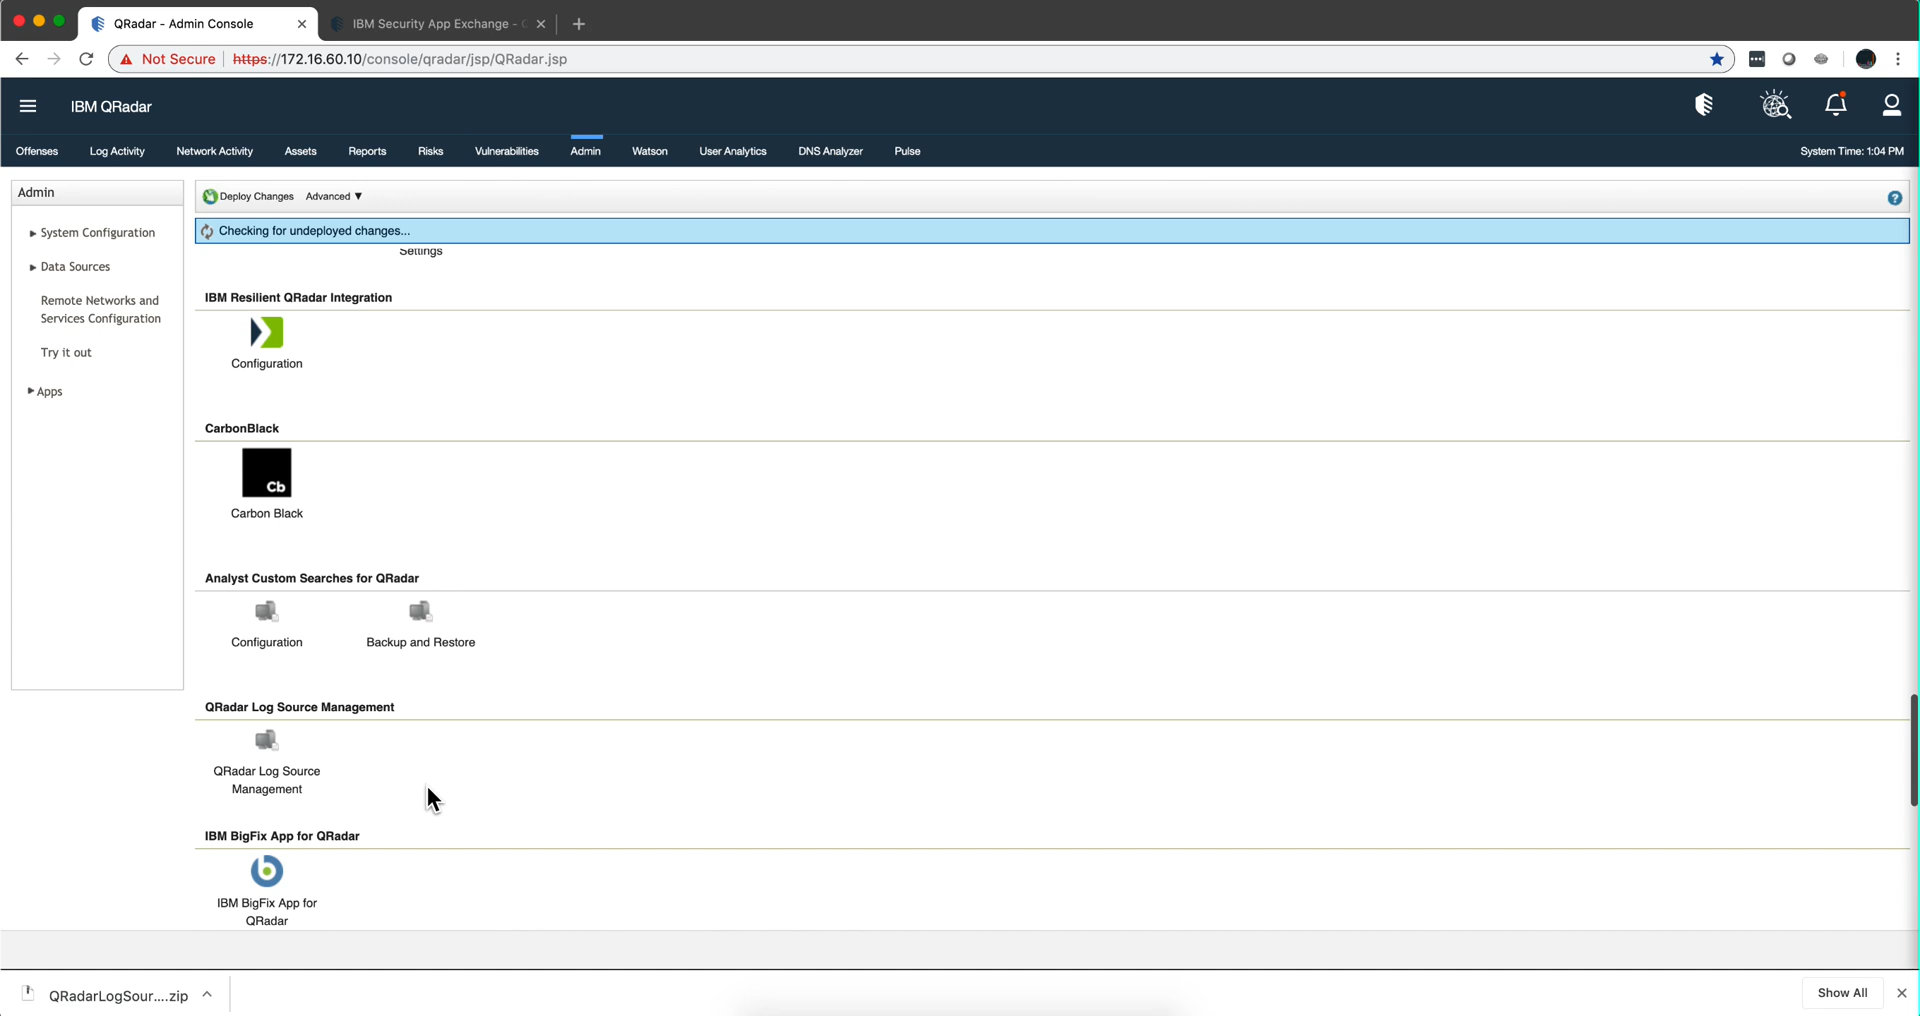 QRadar - Admin Console
IBM Security App Exchange -
Not Secure
https://172.16.60.10/console/qradar/jsp/QRadar.jsp
IBM QRadar
Offenses Log Activity Network Activity Assets Reports Risks Vulnerabilities Admin Watson User Analytics DNS Analyzer Pulse System Time: 1:04 PM
Admin
System Configuration
Data Sources
Remote Networks and
Services Configuration
Try it out
Apps
Deploy Changes Advanced ▼
Checking for undeployed changes...
Settings
IBM Resilient QRadar Integration
Configuration
CarbonBlack
Cb
Carbon Black
Analyst Custom Searches for QRadar
Configuration Backup and Restore
QRadar Log Source Management
QRadar Log Source
Management
IBM BigFix App for QRadar
b
IBM BigFix App for
QRadar
QRadarLogSour....zip
Show All